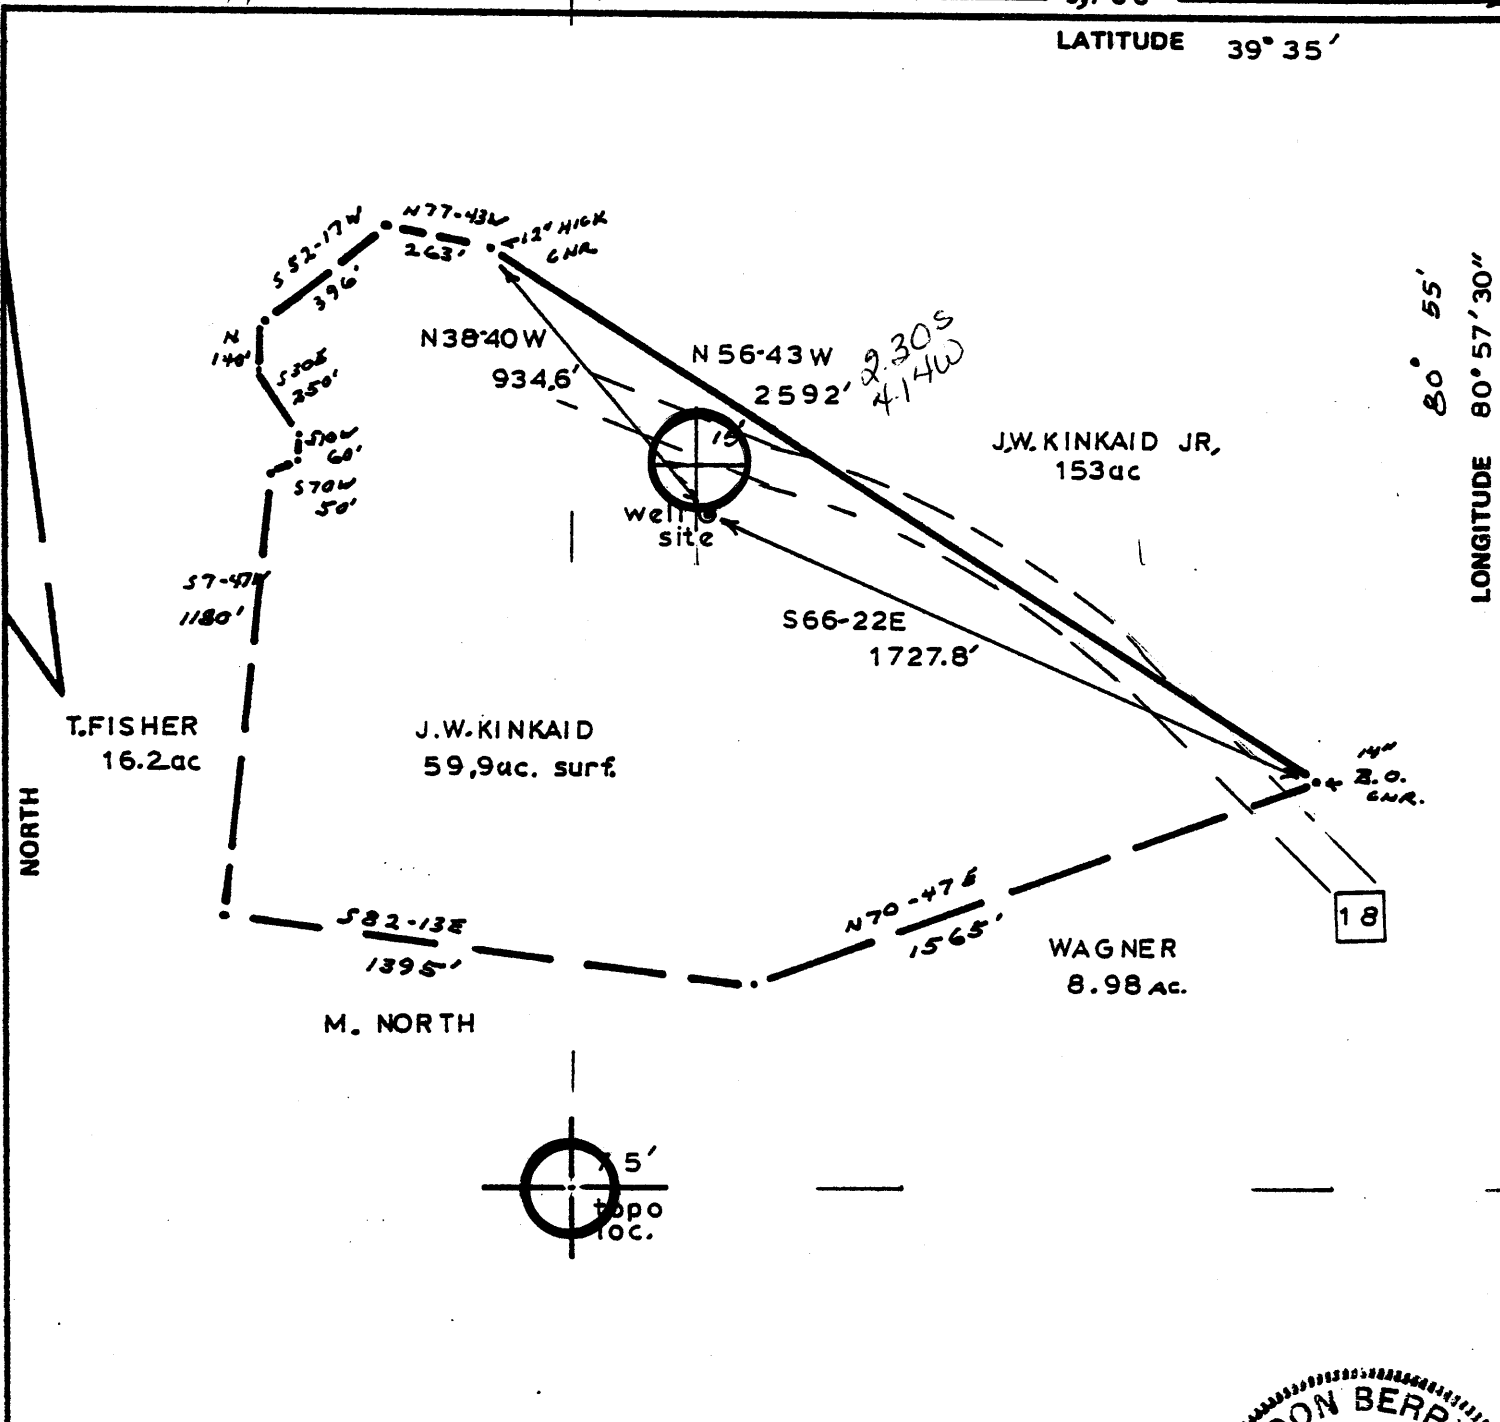 LATITUDE 39° 35′
S52-17W
396'
N77-43W
263'
12" HICK
CNR.
N
140'
S30E
250'
S10W
60'
S70W
50'
N38-40W
934.6′
N56-43W
2592′
2.30S
4.14W
J.W. KINKAID JR,
153ac
LONGITUDE 80° 57′ 30″
80° 55'
15'
well
site
S7-47W
1180'
S66-22E
1727.8′
T.FISHER
16.2ac
J.W.KINKAID
59.9ac. surf.
14"
B.O.
CNR.
NORTH
S82-13E
1395'
N70-47E
1565'
18
WAGNER
8.98 AC.
M. NORTH
7.5′
topo
loc.